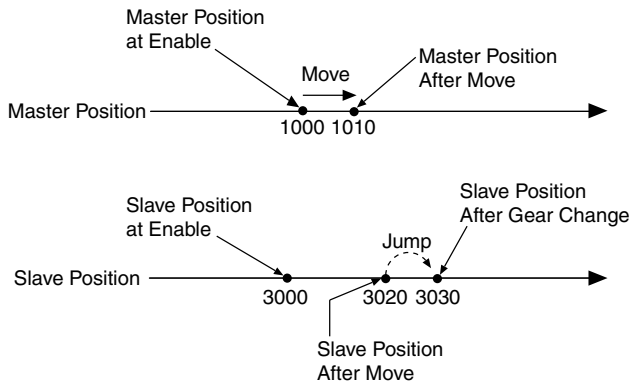 Master Position
at Enable
Move
Master Position
After Move
Master Position
1000
1010
Slave Position
at Enable
Slave Position
After Gear Change
Jump
Slave Position
3000
3020
3030
Slave Position
After Move